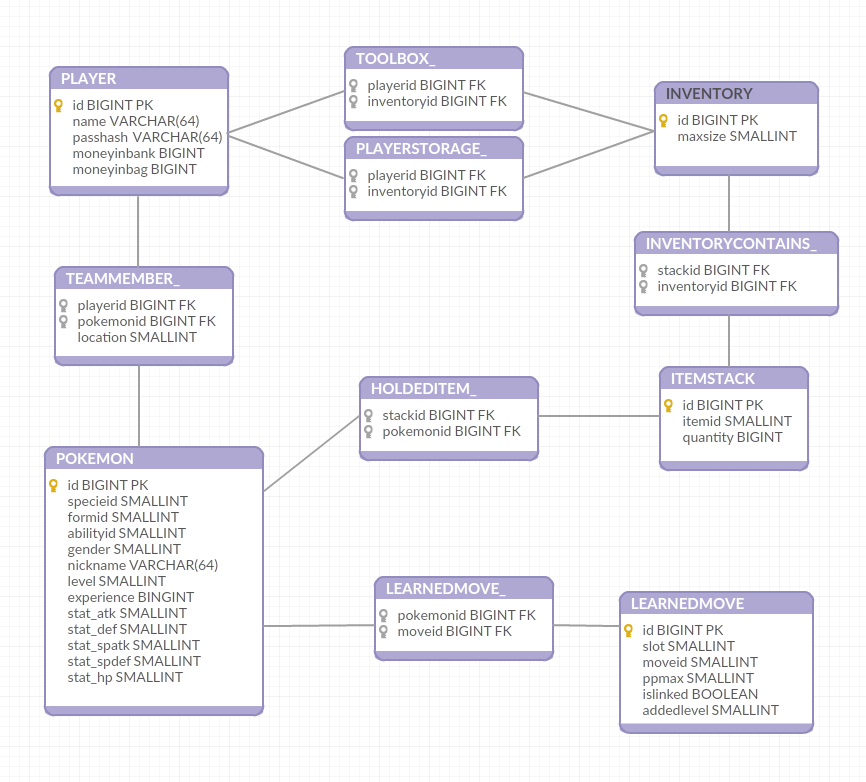 PLAYER
id BIGINT PK
name VARCHAR(64)
passhash VARCHAR(64)
moneyinbank BIGINT
moneyinbag BIGINT
TOOLBOX_
playerid BIGINT FK
inventoryid BIGINT FK
PLAYERSTORAGE_
playerid BIGINT FK
inventoryid BIGINT FK
INVENTORY
id BIGINT PK
maxsize SMALLINT
INVENTORYCONTAINS_
stackid BIGINT FK
inventoryid BIGINT FK
TEAMMEMBER_
playerid BIGINT FK
pokemonid BIGINT FK
location SMALLINT
HOLDEDITEM_
stackid BIGINT FK
pokemonid BIGINT FK
ITEMSTACK
id BIGINT PK
itemid SMALLINT
quantity BIGINT
POKEMON
id BIGINT PK
specieid SMALLINT
formid SMALLINT
abilityid SMALLINT
gender SMALLINT
nickname VARCHAR(64)
level SMALLINT
experience BINGINT
stat_atk SMALLINT
stat_def SMALLINT
stat_spatk SMALLINT
stat_spdef SMALLINT
stat_hp SMALLINT
LEARNEDMOVE_
pokemonid BIGINT FK
moveid BIGINT FK
LEARNEDMOVE
id BIGINT PK
slot SMALLINT
moveid SMALLINT
ppmax SMALLINT
islinked BOOLEAN
addedlevel SMALLINT